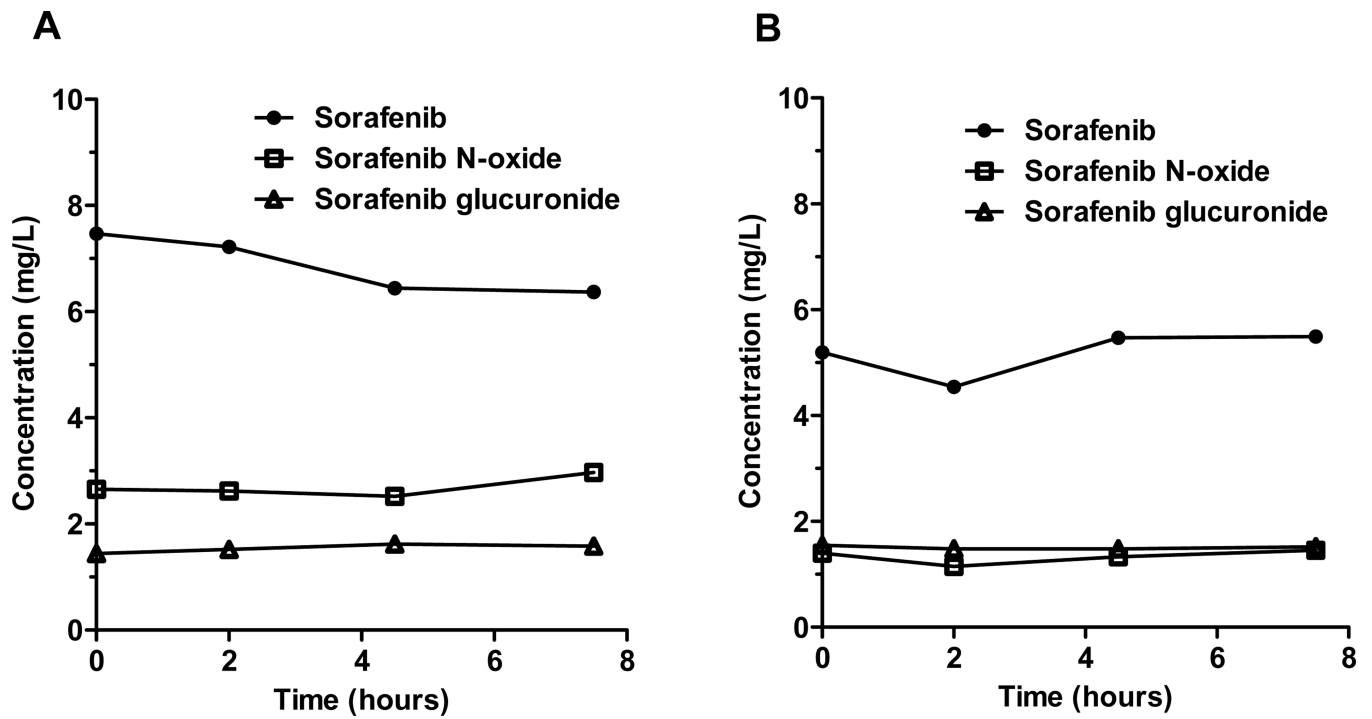 A
Concentration (mg/L)
10
8
6
4
2
0
Sorafenib
Sorafenib N-oxide
Sorafenib glucuronide
0 2 4 6 8
Time (hours)
B
Concentration (mg/L)
10
8
6
4
2
0
Sorafenib
Sorafenib N-oxide
Sorafenib glucuronide
0 2 4 6 8
Time (hours)